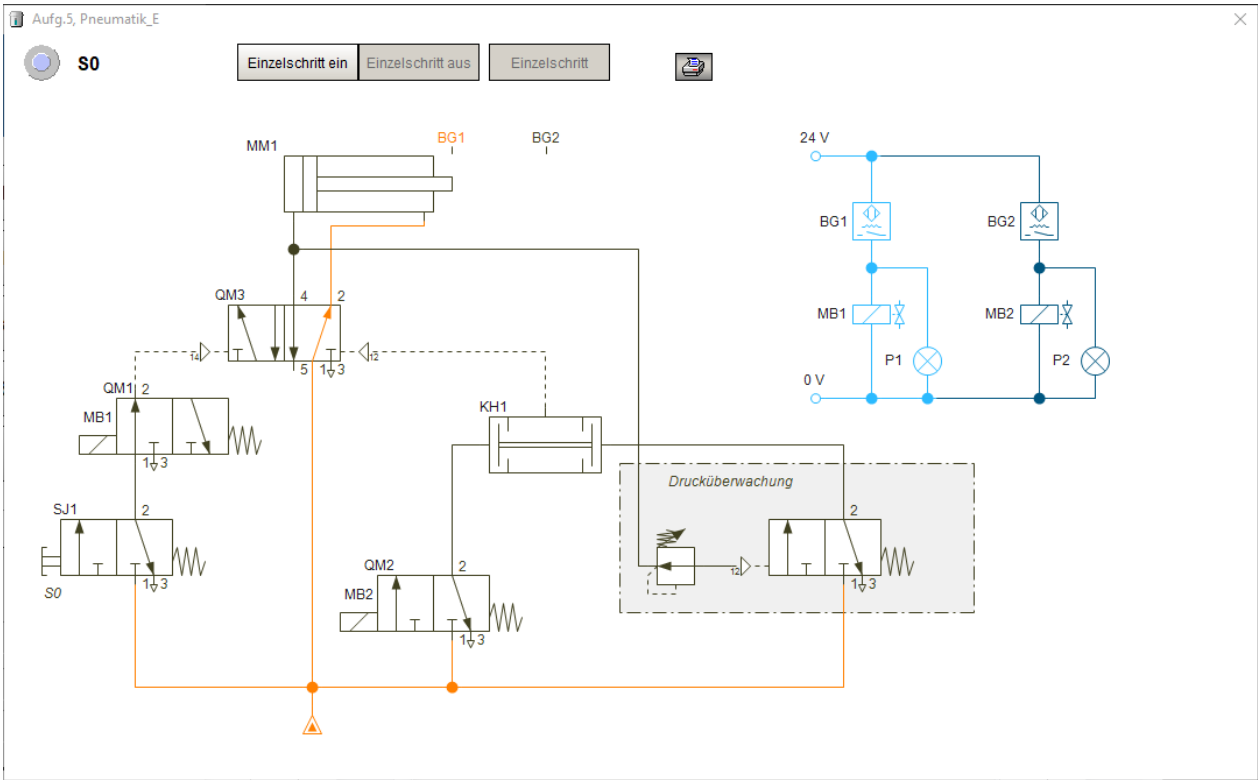 Aufg.5, Pneumatik_E
S0
Einzelschritt ein
Einzelschritt aus
Einzelschritt
MM1
BG1
BG2
24 V
BG1
BG2
QM3
4
2
MB1
MB2
14
12
5
1
3
P1
P2
0 V
QM1
2
MB1
1
3
KH1
Drucküberwachung
SJ1
2
2
QM2
2
12
1
3
1
3
S0
MB2
1
3